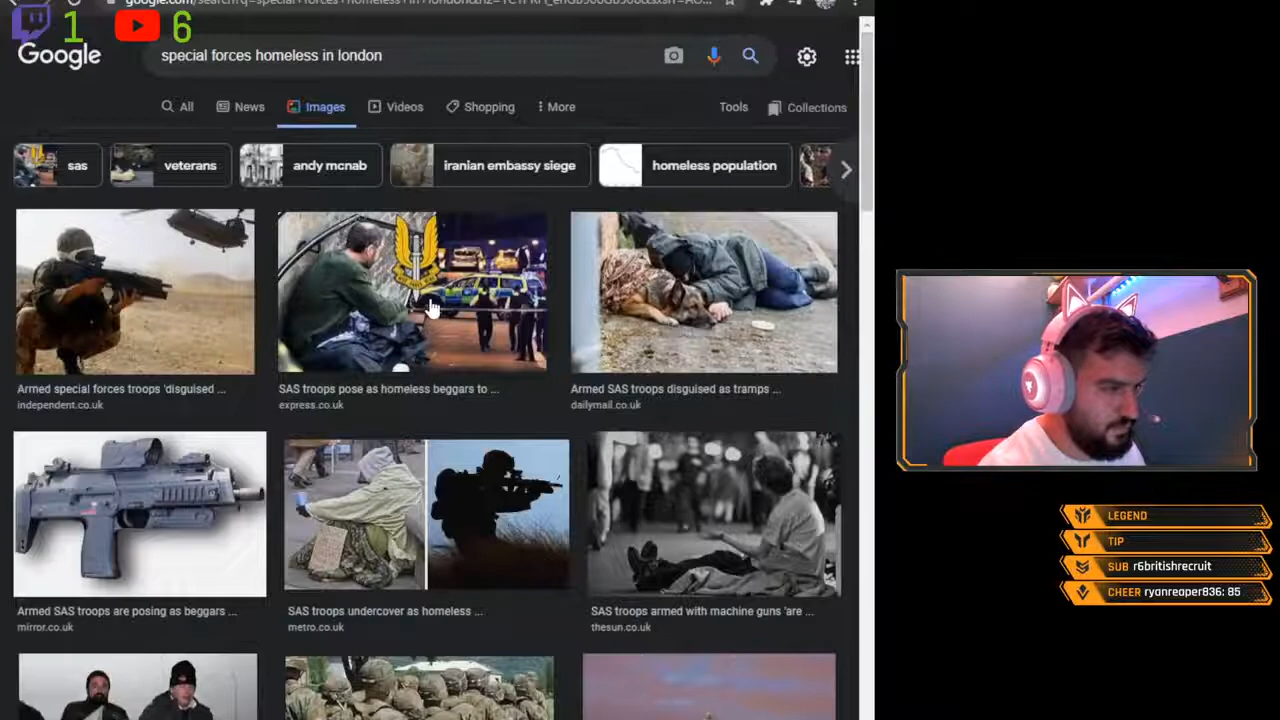 1
6
Google
special forces homeless in london
All
News
Images
Videos
Shopping
More
Tools
Collections
sas
veterans
andy mcnab
iranian embassy siege
homeless population
Armed special forces troops 'disguised ...
independent.co.uk
SAS troops pose as homeless beggars to ...
express.co.uk
Armed SAS troops disguised as tramps ...
dailymail.co.uk
Armed SAS troops are posing as beggars ...
mirror.co.uk
SAS troops undercover as homeless ...
metro.co.uk
SAS troops armed with machine guns 'are ...
thesun.co.uk
LEGEND
TIP
SUB r6britishrecruit
CHEER ryanreaper836: 85